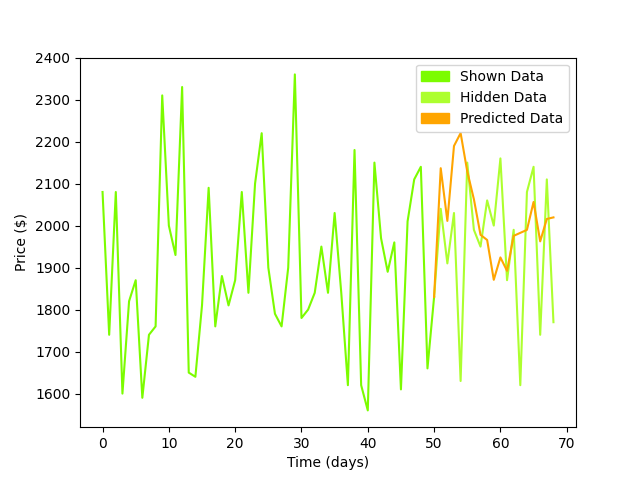 2400
2300
2200
2100
2000
1900
1800
1700
1600
Price ($)
Shown Data
Hidden Data
Predicted Data
0 10 20 30 40 50 60 70
Time (days)